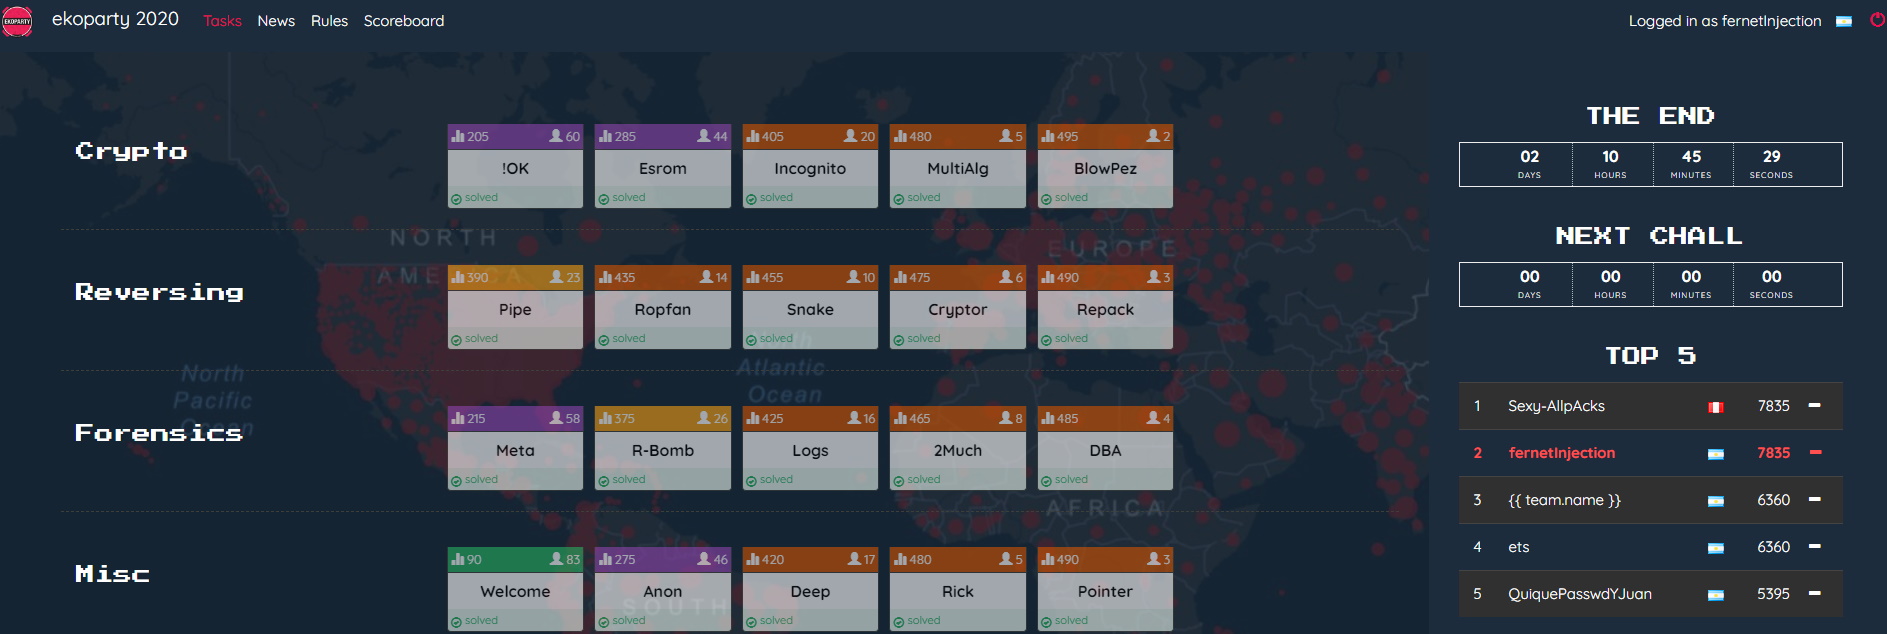 EKOPARTY ekoparty 2020 Tasks News Rules Scoreboard Logged in as fernetInjection
THE END
02 10 45 29
DAYS HOURS MINUTES SECONDS
NEXT CHALL
00 00 00 00
DAYS HOURS MINUTES SECONDS
TOP 5
1 Sexy-AllpAcks 7835
2 fernetInjection 7835
3 {{ team.name }} 6360
4 ets 6360
5 QuiquePasswdYJuan 5395
Crypto
205 60 285 44 405 20 480 5 495 2
!OK Esrom Incognito MultiAlg BlowPez
solved solved solved solved solved
Reversing
390 23 435 14 455 10 475 6 490 3
Pipe Ropfan Snake Cryptor Repack
solved solved solved solved solved
Forensics
215 58 375 26 425 16 465 8 485 4
Meta R-Bomb Logs 2Much DBA
solved solved solved solved solved
Misc
90 83 275 46 420 17 480 5 490 3
Welcome Anon Deep Rick Pointer
solved solved solved solved solved
NORTH
AMERICA
EUROPE
North
Atlantic
Ocean
North
Pacific
Ocean
AFRICA
SOUTH